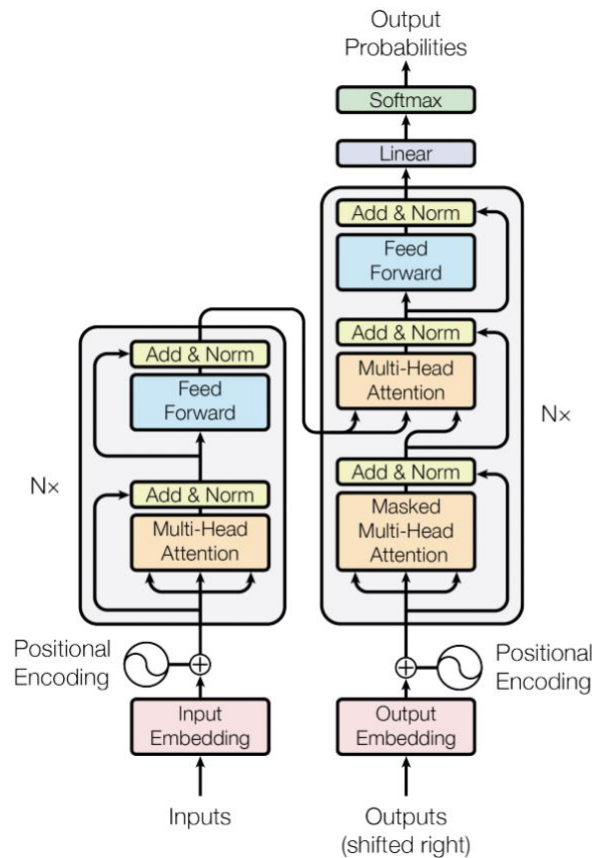 Output
Probabilities
Softmax
Linear
Add & Norm
Feed
Forward
Add & Norm
Multi-Head
Attention
Add & Norm
Masked
Multi-Head
Attention
N×
Add & Norm
Feed
Forward
Add & Norm
Multi-Head
Attention
N×
Positional
Encoding
Positional
Encoding
Input
Embedding
Output
Embedding
Inputs
Outputs
(shifted right)